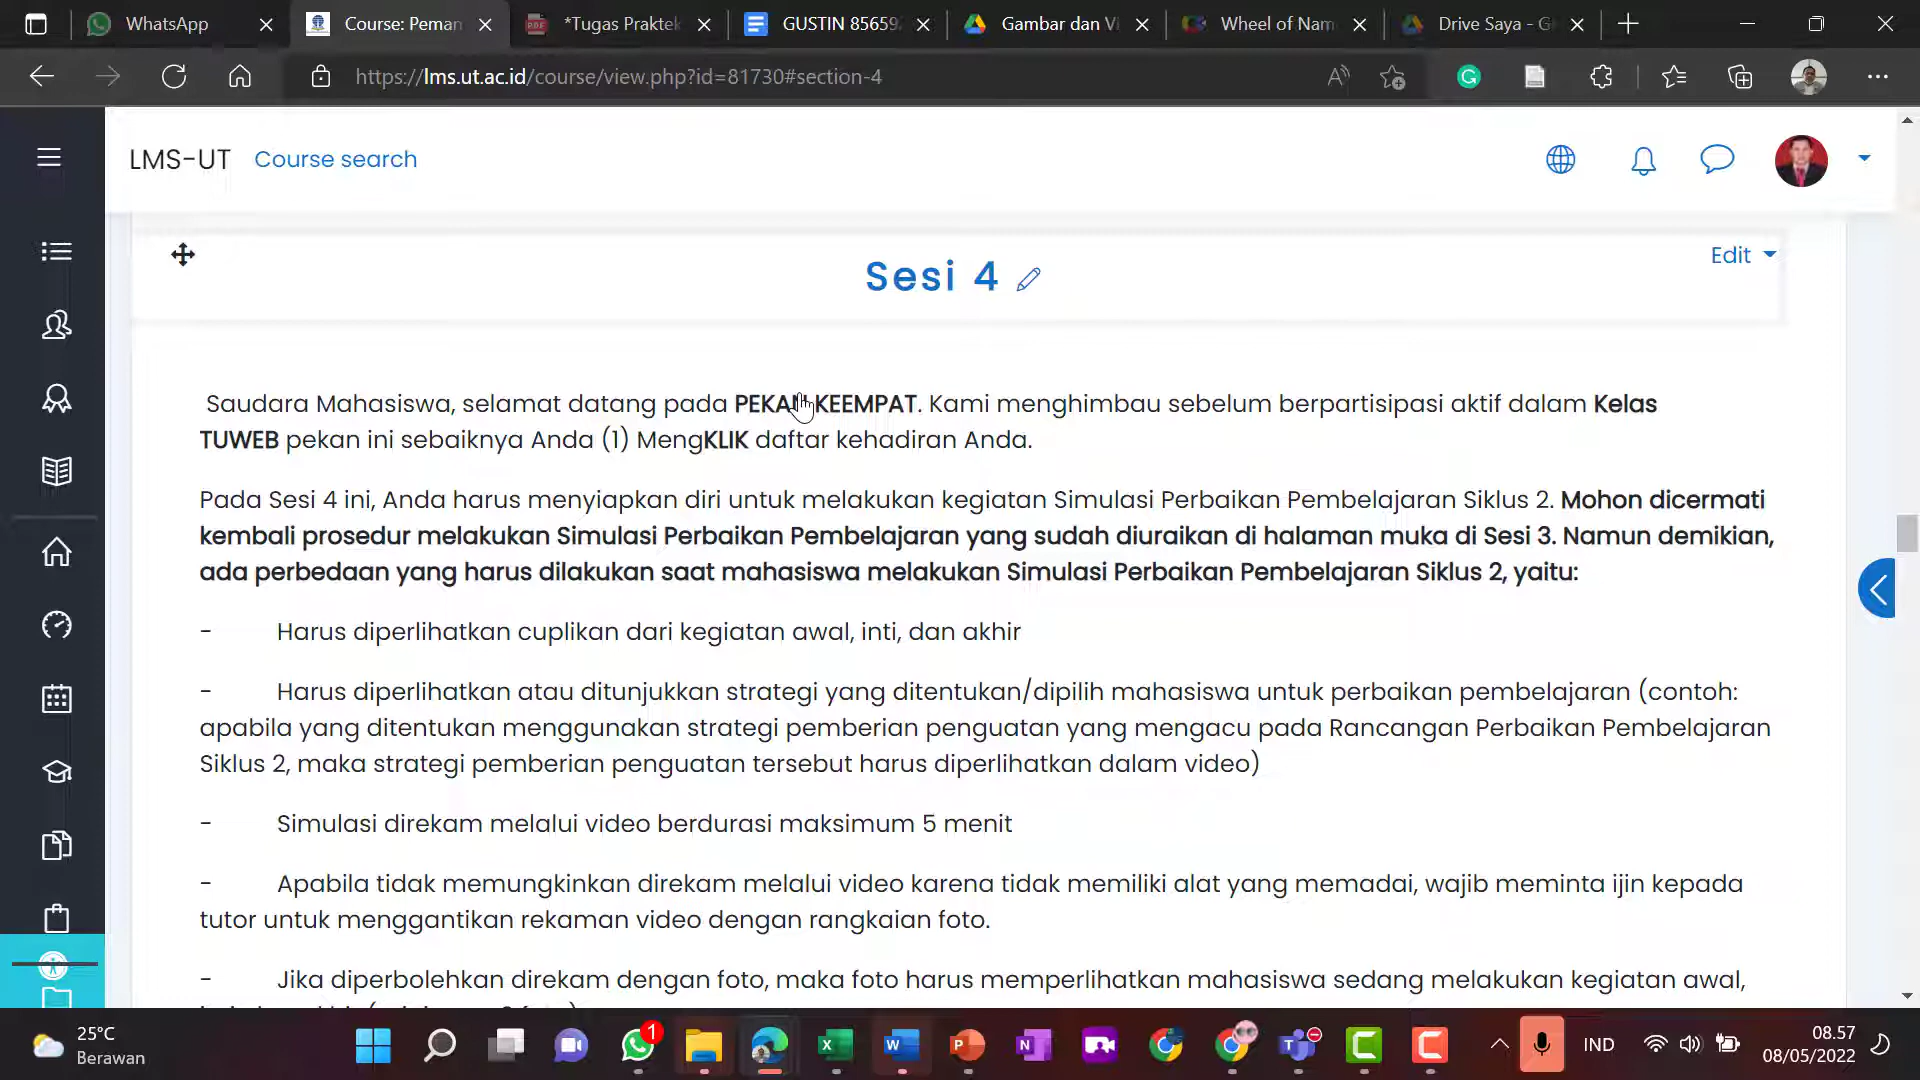 WhatsApp
Course: Peman
*Tugas Praktek
GUSTIN 85659
Gambar dan Vi
Wheel of Nam
Drive Saya - G
https://lms.ut.ac.id/course/view.php?id=81730#section-4
LMS-UT Course search
Edit
Sesi 4
Saudara Mahasiswa, selamat datang pada PEKAN KEEMPAT. Kami menghimbau sebelum berpartisipasi aktif dalam Kelas
TUWEB pekan ini sebaiknya Anda (1) MengKLIK daftar kehadiran Anda.
Pada Sesi 4 ini, Anda harus menyiapkan diri untuk melakukan kegiatan Simulasi Perbaikan Pembelajaran Siklus 2. Mohon dicermati
kembali prosedur melakukan Simulasi Perbaikan Pembelajaran yang sudah diuraikan di halaman muka di Sesi 3. Namun demikian,
ada perbedaan yang harus dilakukan saat mahasiswa melakukan Simulasi Perbaikan Pembelajaran Siklus 2, yaitu:
- Harus diperlihatkan cuplikan dari kegiatan awal, inti, dan akhir
- Harus diperlihatkan atau ditunjukkan strategi yang ditentukan/dipilih mahasiswa untuk perbaikan pembelajaran (contoh:
apabila yang ditentukan menggunakan strategi pemberian penguatan yang mengacu pada Rancangan Perbaikan Pembelajaran
Siklus 2, maka strategi pemberian penguatan tersebut harus diperlihatkan dalam video)
- Simulasi direkam melalui video berdurasi maksimum 5 menit
- Apabila tidak memungkinkan direkam melalui video karena tidak memiliki alat yang memadai, wajib meminta ijin kepada
tutor untuk menggantikan rekaman video dengan rangkaian foto.
- Jika diperbolehkan direkam dengan foto, maka foto harus memperlihatkan mahasiswa sedang melakukan kegiatan awal,
25°C
Berawan
1
IND
08.57
08/05/2022